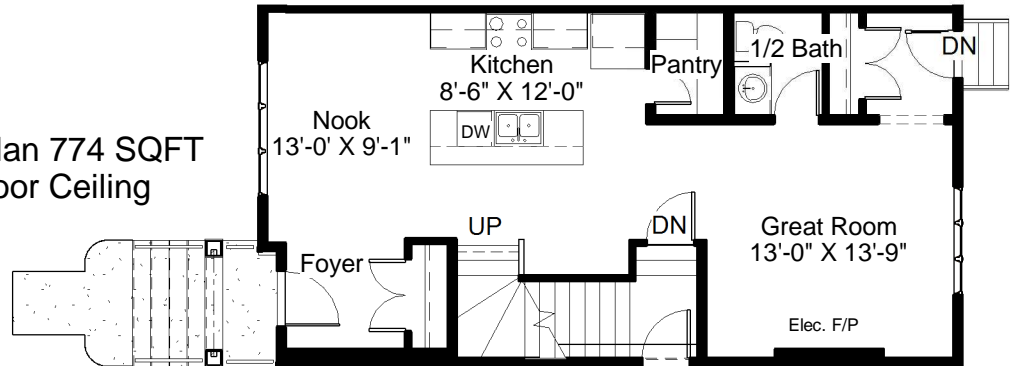 Kitchen
8'-6" X 12'-0"
Pantry
1/2 Bath
DN
Nook
13'-0' X 9'-1"
DW
lan 774 SQFT
oor Ceiling
UP
DN
Great Room
13'-0" X 13'-9"
Foyer
Elec. F/P